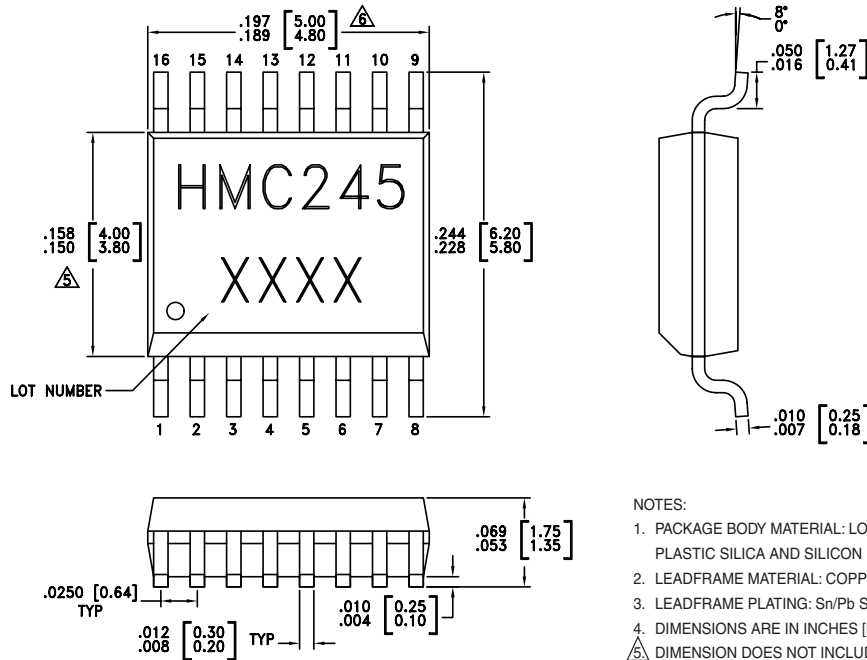 .197 [5.00] 6
.189 [4.80]
16 15 14 13 12 11 10 9
HMC245
XXXX
.158 [4.00]
.150 [3.80]
5
.244 [6.20]
.228 [5.80]
LOT NUMBER
1 2 3 4 5 6 7 8
8°
0°
.050 [1.27]
.016 [0.41]
.010 [0.25]
.007 [0.18]
.069 [1.75]
.053 [1.35]
.0250 [0.64]
TYP
.010 [0.25]
.004 [0.10]
.012 [0.30]
.008 [0.20] TYP
NOTES:
1. PACKAGE BODY MATERIAL: LO
PLASTIC SILICA AND SILICON
2. LEADFRAME MATERIAL: COPP
3. LEADFRAME PLATING: Sn/Pb S
4. DIMENSIONS ARE IN INCHES [
5. DIMENSION DOES NOT INCLU